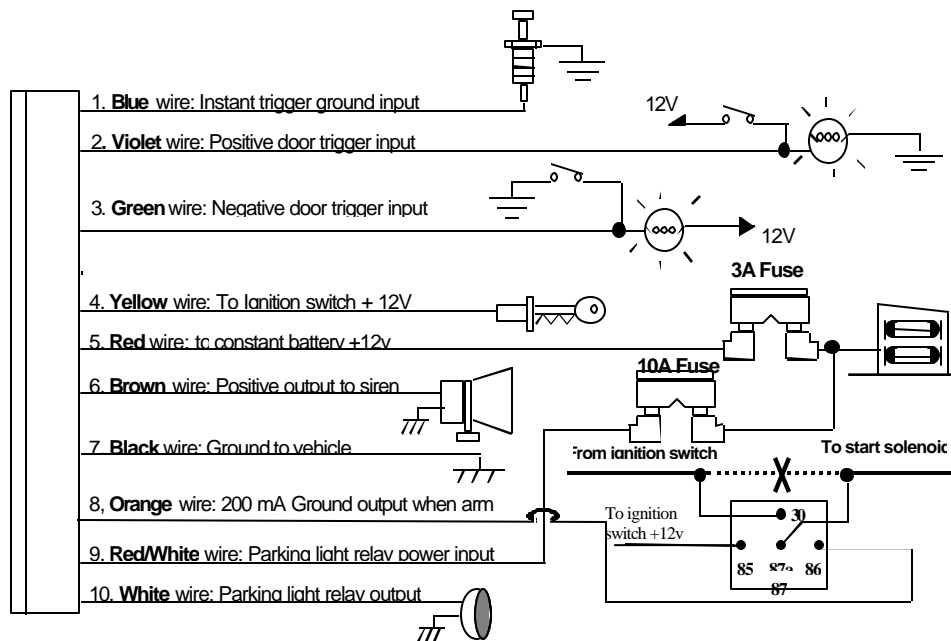 1. Blue wire: Instant trigger ground input
12V
2. Violet wire: Positive door trigger input
3. Green wire: Negative door trigger input
12V
3A Fuse
4. Yellow wire: To Ignition switch + 12V
5. Red wire: to constant battery +12v
10A Fuse
6. Brown wire: Positive output to siren
7. Black wire: Ground to vehicle
From ignition switch
To start solenoid
8, Orange wire: 200 mA Ground output when arm
To ignition
switch +12v
30
9. Red/White wire: Parking light relay power input
85 87a 86
87
10. White wire: Parking light relay output